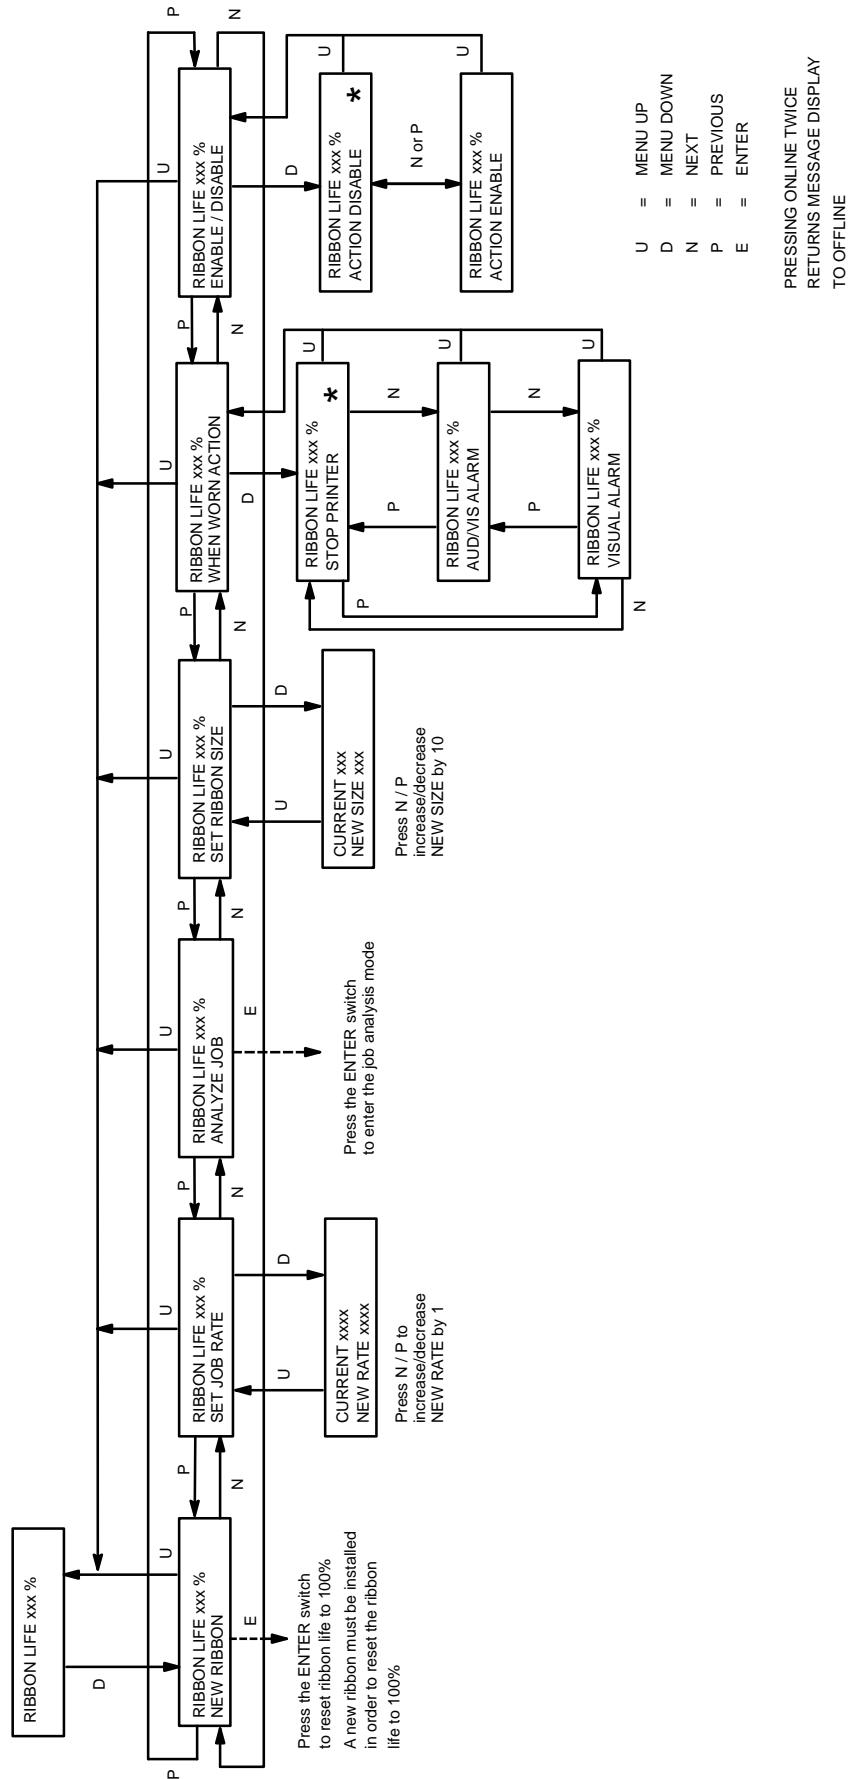 RIBBON LIFE xxx %
D
U
U
U
U
U
U
P
P
RIBBON LIFE xxx %
NEW RIBBON
P
N
RIBBON LIFE xxx %
SET JOB RATE
P
N
RIBBON LIFE xxx %
ANALYZE JOB
P
N
RIBBON LIFE xxx %
SET RIBBON SIZE
P
N
RIBBON LIFE xxx %
WHEN WORN ACTION
P
N
RIBBON LIFE xxx %
ENABLE / DISABLE
N
E
Press the ENTER switch
to reset ribbon life to 100%
A new ribbon must be installed
in order to reset the ribbon
life to 100%
U
D
CURRENT xxxx
NEW RATE xxxx
Press N / P to
increase/decrease
NEW RATE by 1
E
Press the ENTER switch
to enter the job analysis mode
U
D
CURRENT xxx
NEW SIZE xxx
Press N / P
increase/decrease
NEW SIZE by 10
D
RIBBON LIFE xxx %
STOP PRINTER *
U
P
P
N
RIBBON LIFE xxx %
AUD/VIS ALARM
U
P
N
RIBBON LIFE xxx %
VISUAL ALARM
U
N
D
RIBBON LIFE xxx %
ACTION DISABLE *
U
N or P
RIBBON LIFE xxx %
ACTION ENABLE
U
U = MENU UP
D = MENU DOWN
N = NEXT
P = PREVIOUS
E = ENTER
PRESSING ONLINE TWICE
RETURNS MESSAGE DISPLAY
TO OFFLINE